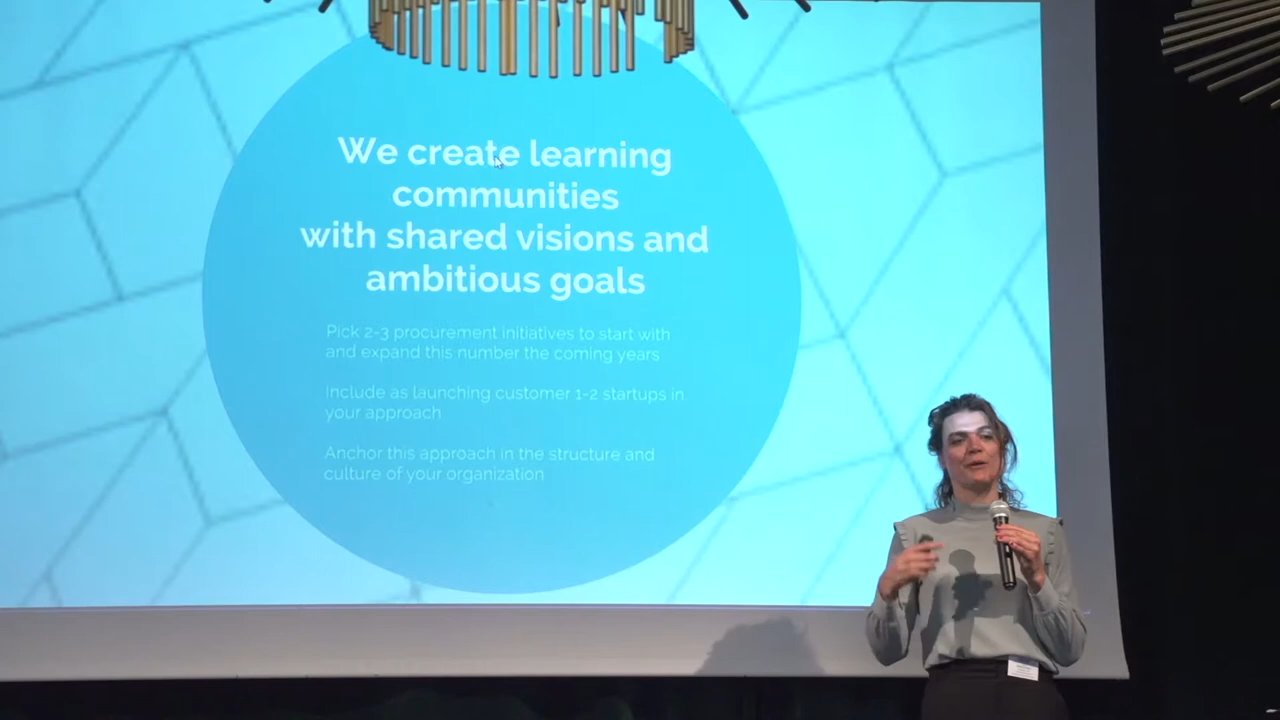 We create learning
communities
with shared visions and
ambitious goals
Pick 2-3 procurement initiatives to start with
and expand this number the coming years
Include as launching customer 1-2 startups in
your approach
Anchor this approach in the structure and
culture of your organization